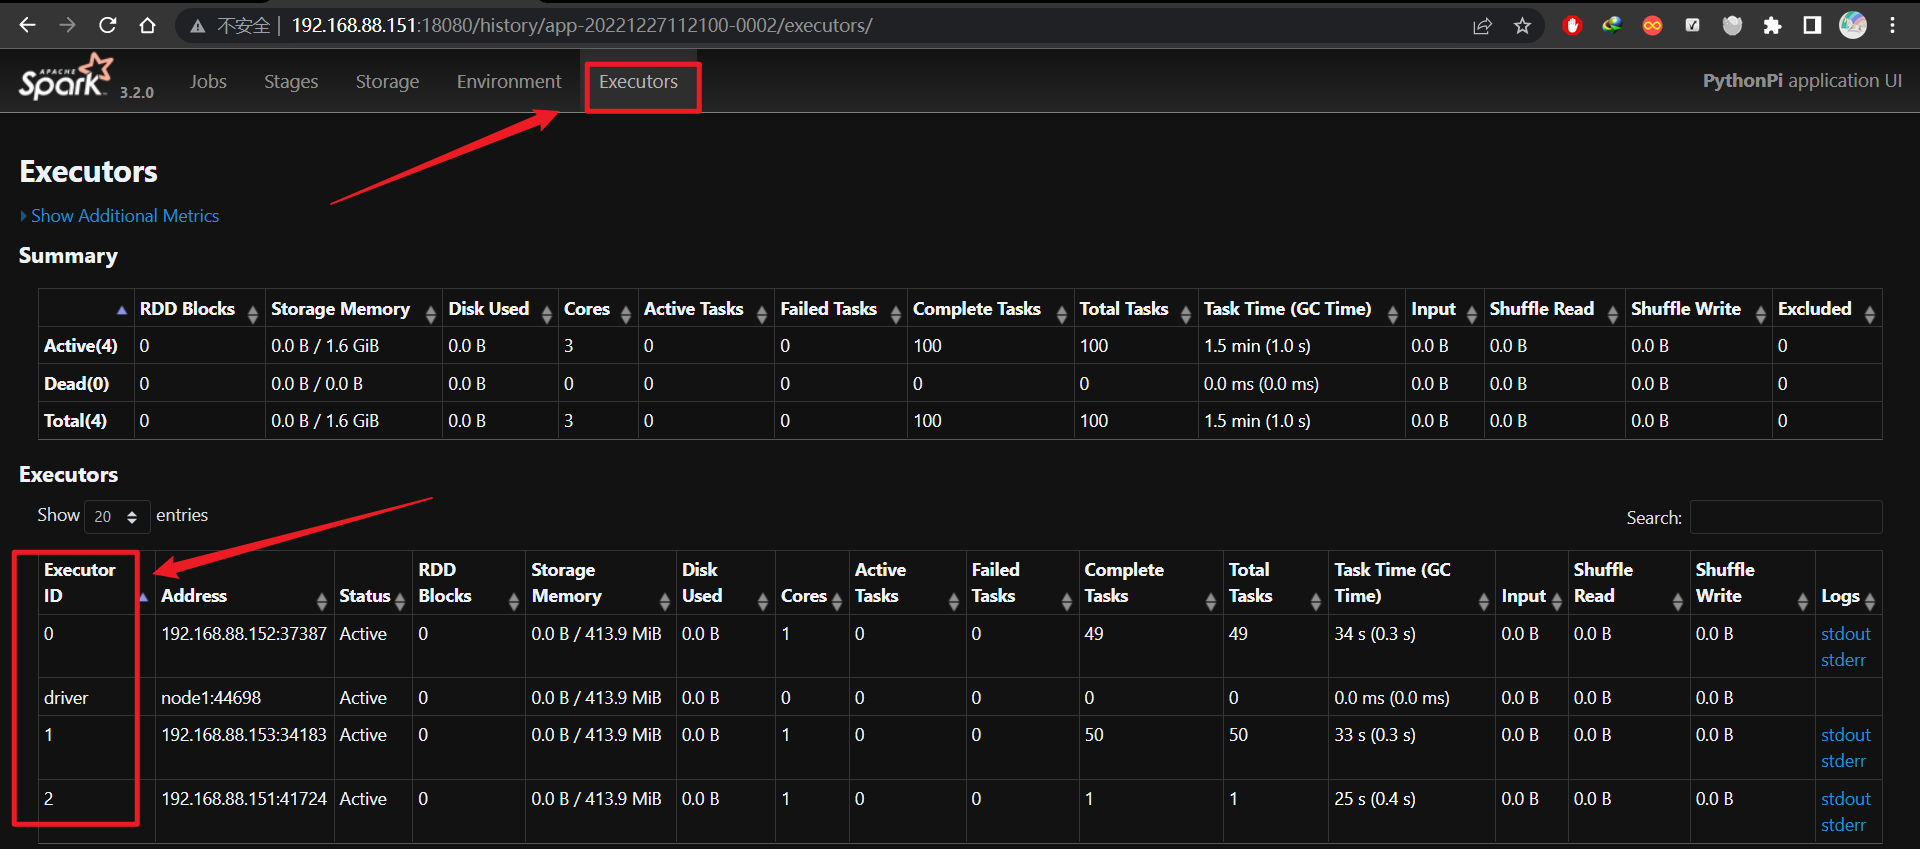 不安全 | 192.168.88.151:18080/history/app-20221227112100-0002/executors/
APACHE Spark 3.2.0 Jobs Stages Storage Environment Executors PythonPi application UI
Executors
Show Additional Metrics
Summary
RDD Blocks Storage Memory Disk Used Cores Active Tasks Failed Tasks Complete Tasks Total Tasks Task Time (GC Time) Input Shuffle Read Shuffle Write Excluded
Active(4) 0 0.0 B / 1.6 GiB 0.0 B 3 0 0 100 100 1.5 min (1.0 s) 0.0 B 0.0 B 0.0 B 0
Dead(0) 0 0.0 B / 0.0 B 0.0 B 0 0 0 0 0 0.0 ms (0.0 ms) 0.0 B 0.0 B 0.0 B 0
Total(4) 0 0.0 B / 1.6 GiB 0.0 B 3 0 0 100 100 1.5 min (1.0 s) 0.0 B 0.0 B 0.0 B 0
Executors
Show 20 entries Search:
Executor ID Address Status RDD Blocks Storage Memory Disk Used Cores Active Tasks Failed Tasks Complete Tasks Total Tasks Task Time (GC Time) Input Shuffle Read Shuffle Write Logs
0 192.168.88.152:37387 Active 0 0.0 B / 413.9 MiB 0.0 B 1 0 0 49 49 34 s (0.3 s) 0.0 B 0.0 B 0.0 B stdout
stderr
driver node1:44698 Active 0 0.0 B / 413.9 MiB 0.0 B 0 0 0 0 0 0.0 ms (0.0 ms) 0.0 B 0.0 B 0.0 B
1 192.168.88.153:34183 Active 0 0.0 B / 413.9 MiB 0.0 B 1 0 0 50 50 33 s (0.3 s) 0.0 B 0.0 B 0.0 B stdout
stderr
2 192.168.88.151:41724 Active 0 0.0 B / 413.9 MiB 0.0 B 1 0 0 1 1 25 s (0.4 s) 0.0 B 0.0 B 0.0 B stdout
stderr